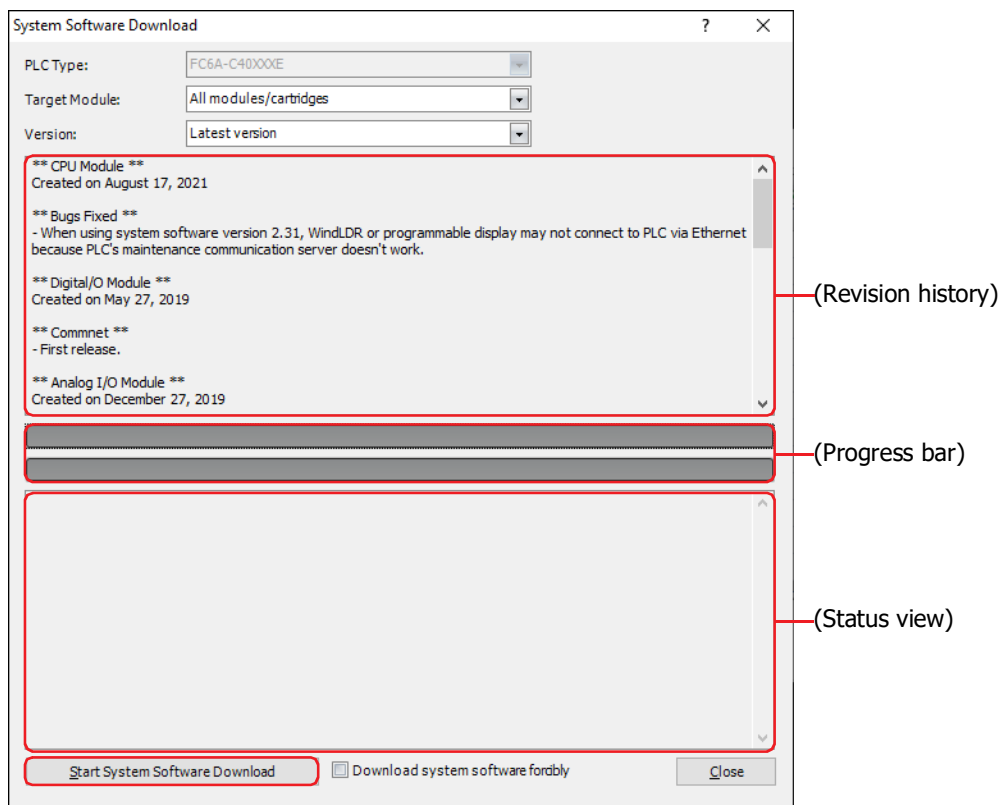 System Software Download ? ×
PLC Type: FC6A-C40XXXE
Target Module: All modules/cartridges
Version: Latest version
** CPU Module **
Created on August 17, 2021
** Bugs Fixed **
- When using system software version 2.31, WindLDR or programmable display may not connect to PLC via Ethernet
because PLC's maintenance communication server doesn't work.
** Digital/O Module **
Created on May 27, 2019
(Revision history)
** Commnet **
- First release.
** Analog I/O Module **
Created on December 27, 2019
(Progress bar)
(Status view)
Start System Software Download Download system software forcibly Close